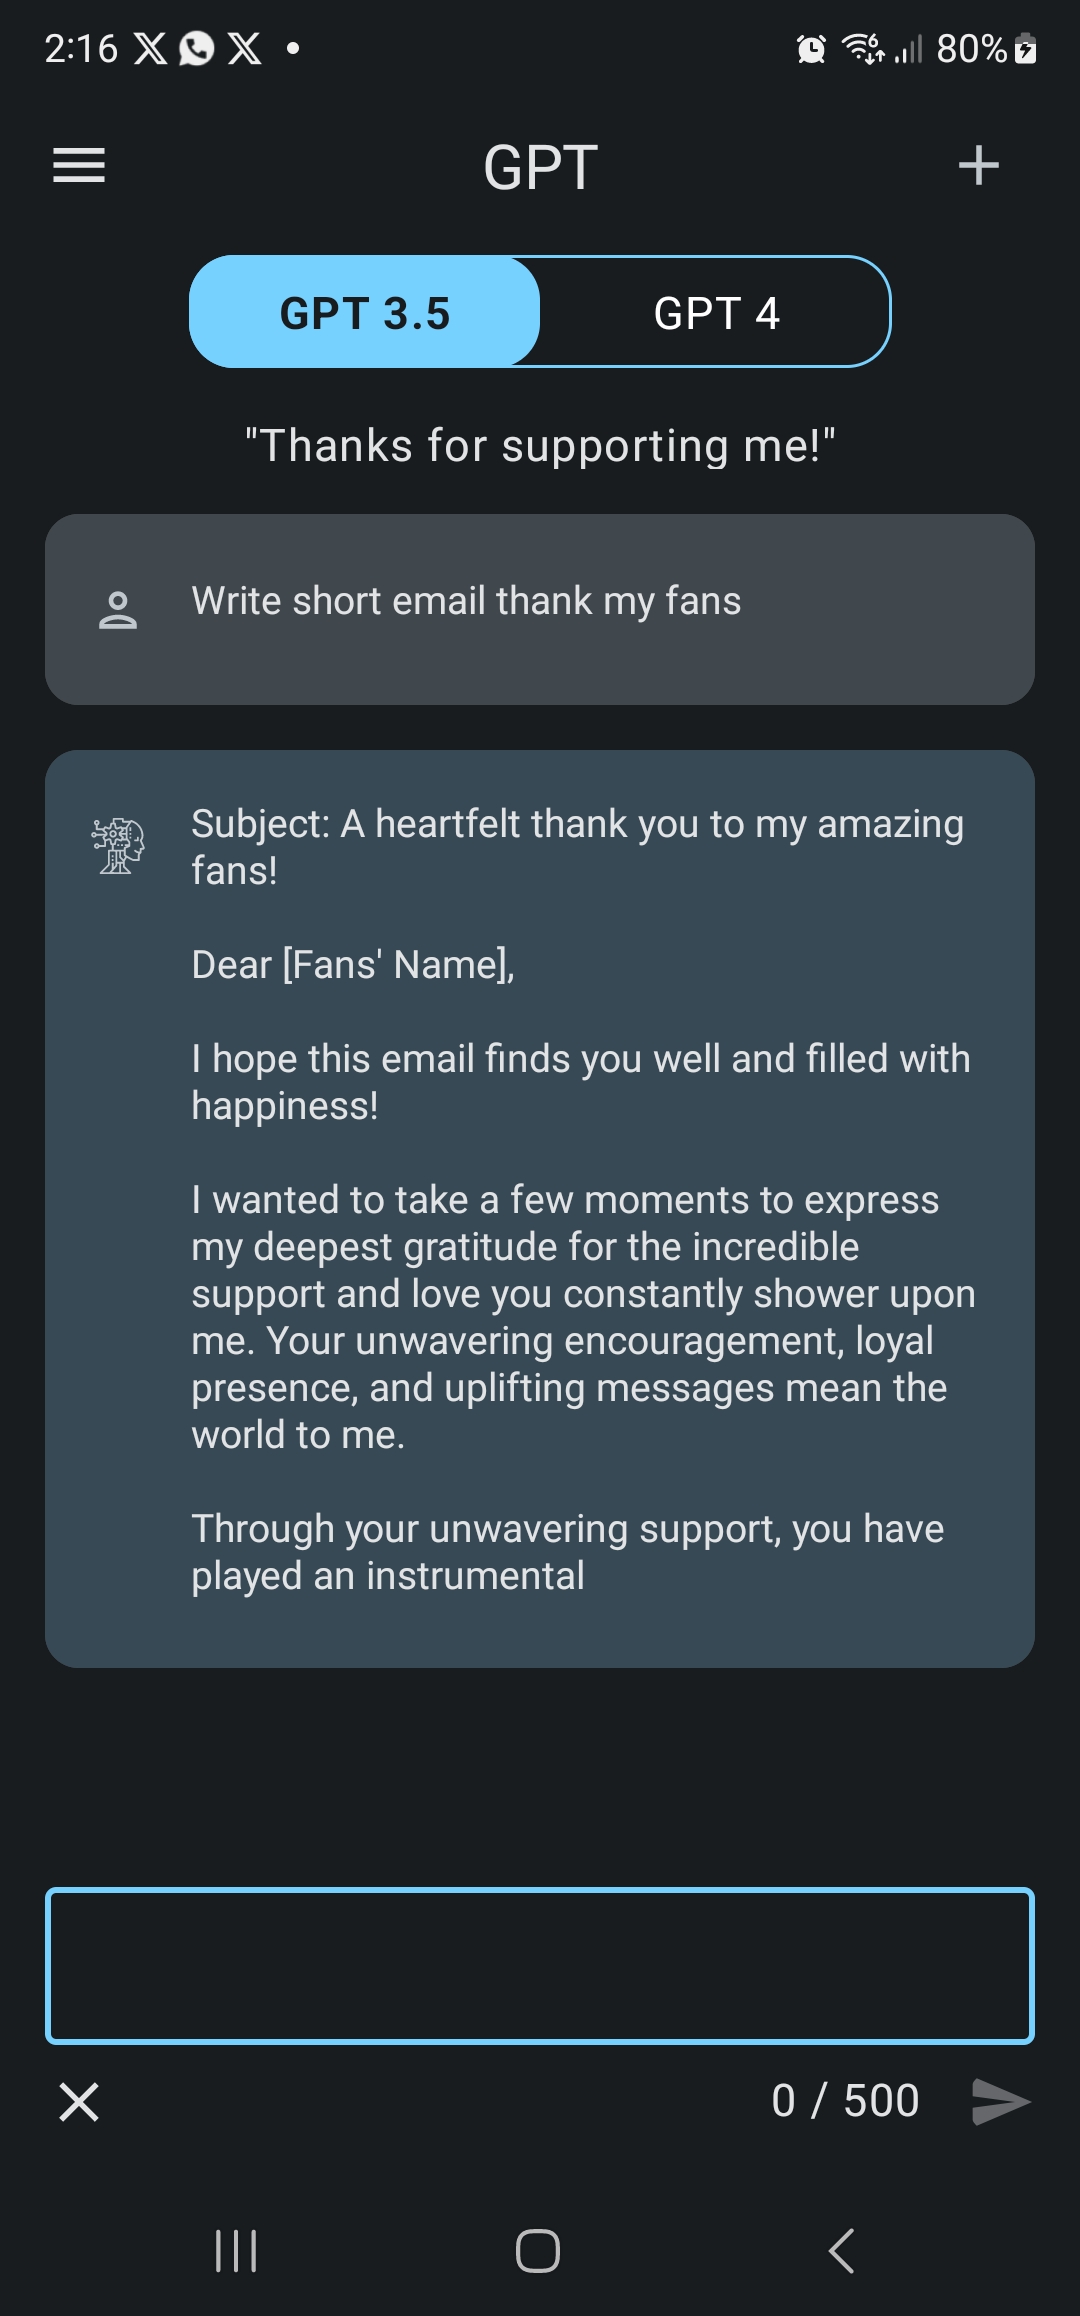 2:16
80%
GPT
GPT 3.5
GPT 4
"Thanks for supporting me!"
Write short email thank my fans
Subject: A heartfelt thank you to my amazing
fans!
Dear [Fans' Name],
I hope this email finds you well and filled with
happiness!
I wanted to take a few moments to express
my deepest gratitude for the incredible
support and love you constantly shower upon
me. Your unwavering encouragement, loyal
presence, and uplifting messages mean the
world to me.
Through your unwavering support, you have
played an instrumental
0 / 500